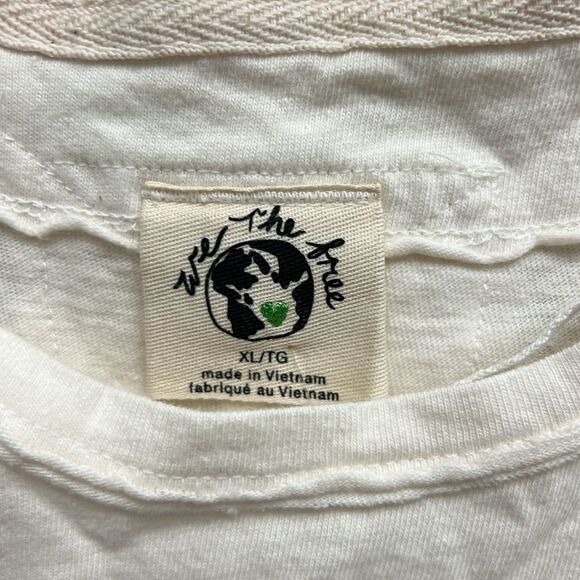 We The free
XL/TG
made in Vietnam
fabriqué au Vietnam